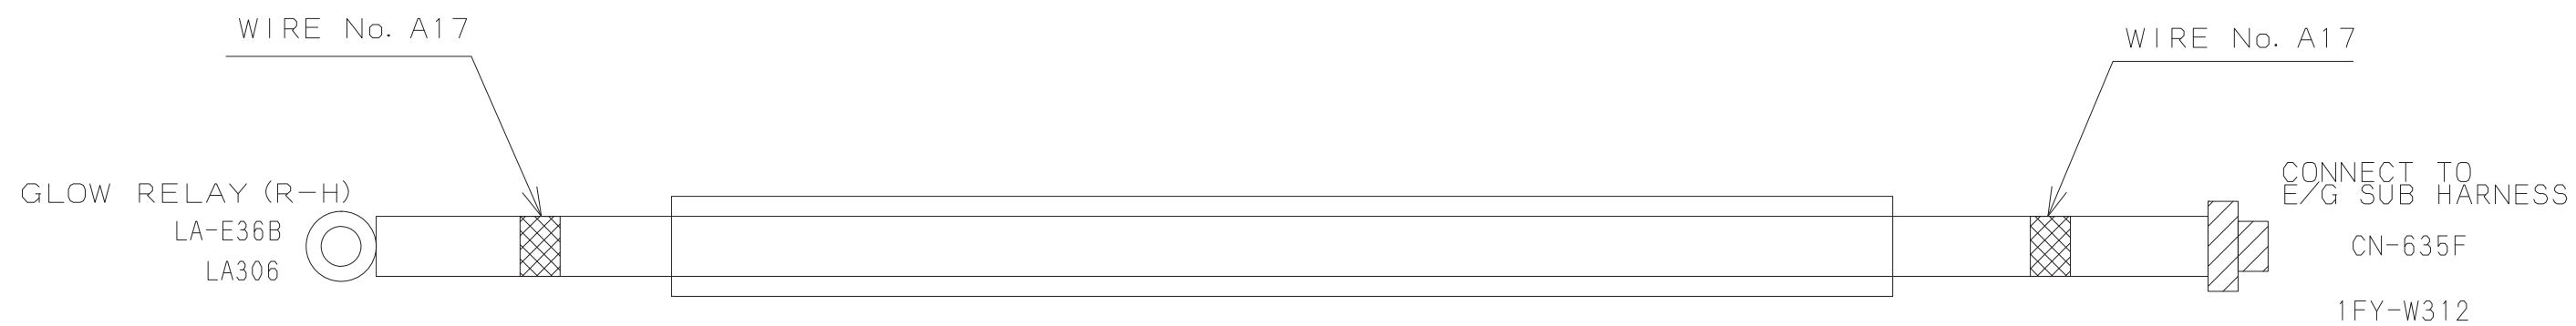 WIRE No. A17
WIRE No. A17
GLOW RELAY (R-H)
LA-E36B
LA306
CONNECT TO
E/G SUB HARNESS
CN-635F
1FY-W312